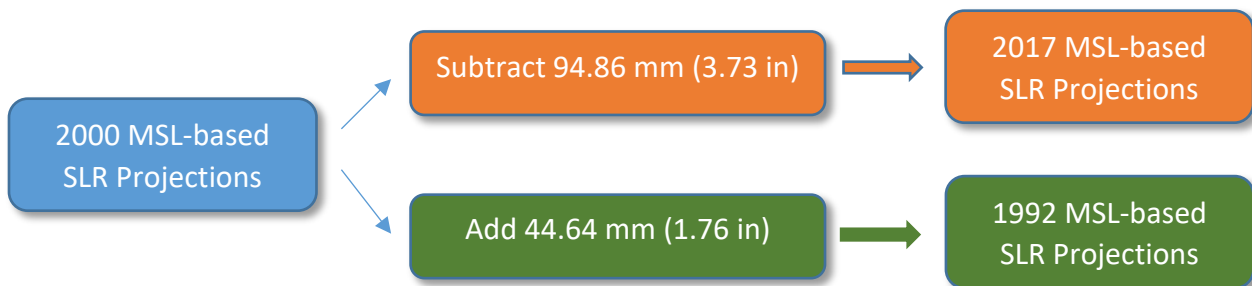 2000 MSL-based
SLR Projections
Subtract 94.86 mm (3.73 in)
2017 MSL-based
SLR Projections
Add 44.64 mm (1.76 in)
1992 MSL-based
SLR Projections